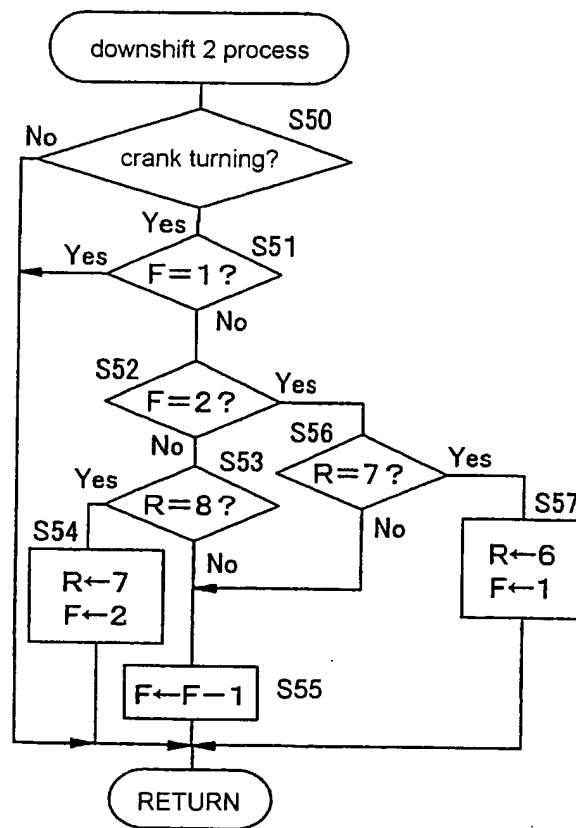 downshift 2 process
S50
No
crank turning?
Yes
S51
Yes
F=1?
No
S52
F=2?
Yes
S56
No
S53
R=7?
Yes
Yes
R=8?
S57
S54
No
No
R←7
F←2
R←6
F←1
F←F−1
S55
RETURN